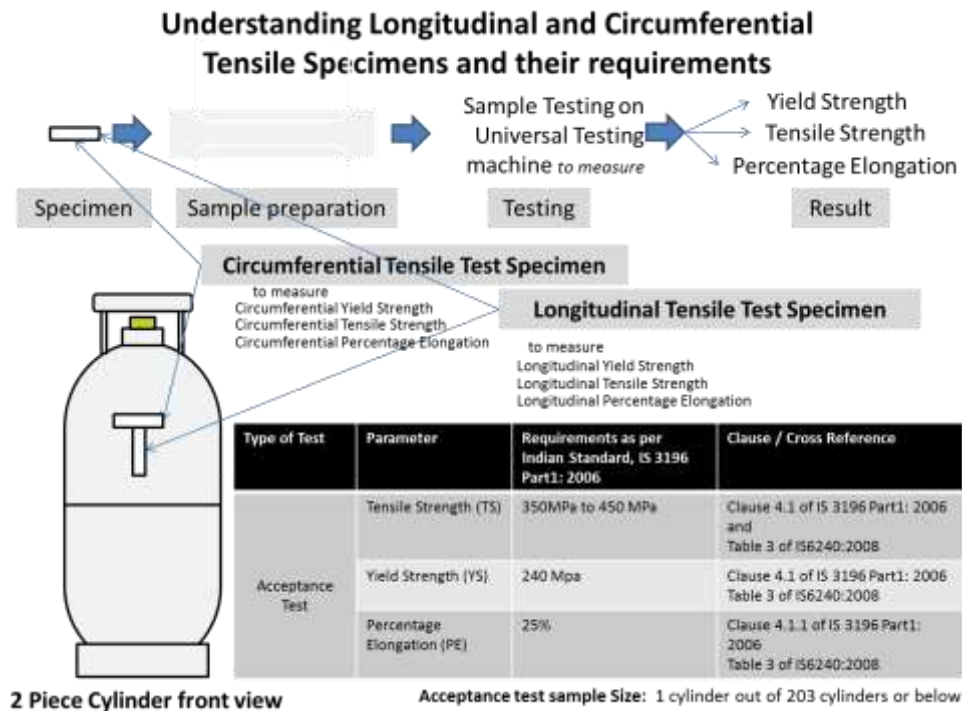 Understanding Longitudinal and Circumferential
Tensile Specimens and their requirements
Sample Testing on
Universal Testing
machine to measure
Yield Strength
Tensile Strength
Percentage Elongation
Specimen
Sample preparation
Testing
Result
Circumferential Tensile Test Specimen
to measure
Circumferential Yield Strength
Circumferential Tensile Strength
Circumferential Percentage Elongation
Longitudinal Tensile Test Specimen
to measure
Longitudinal Yield Strength
Longitudinal Tensile Strength
Longitudinal Percentage Elongation
Type of Test
Parameter
Requirements as per
Indian Standard, IS 3196
Part1: 2006
Clause / Cross Reference
Acceptance
Test
Tensile Strength (TS)
350MPa to 450 MPa
Clause 4.1 of IS 3196 Part1: 2006
and
Table 3 of IS6240:2008
Yield Strength (YS)
240 Mpa
Clause 4.1 of IS 3196 Part1: 2006
Table 3 of IS6240:2008
Percentage
Elongation (PE)
25%
Clause 4.1.1 of IS 3196 Part1:
2006
Table 3 of IS6240:2008
2 Piece Cylinder front view
Acceptance test sample Size: 1 cylinder out of 203 cylinders or below